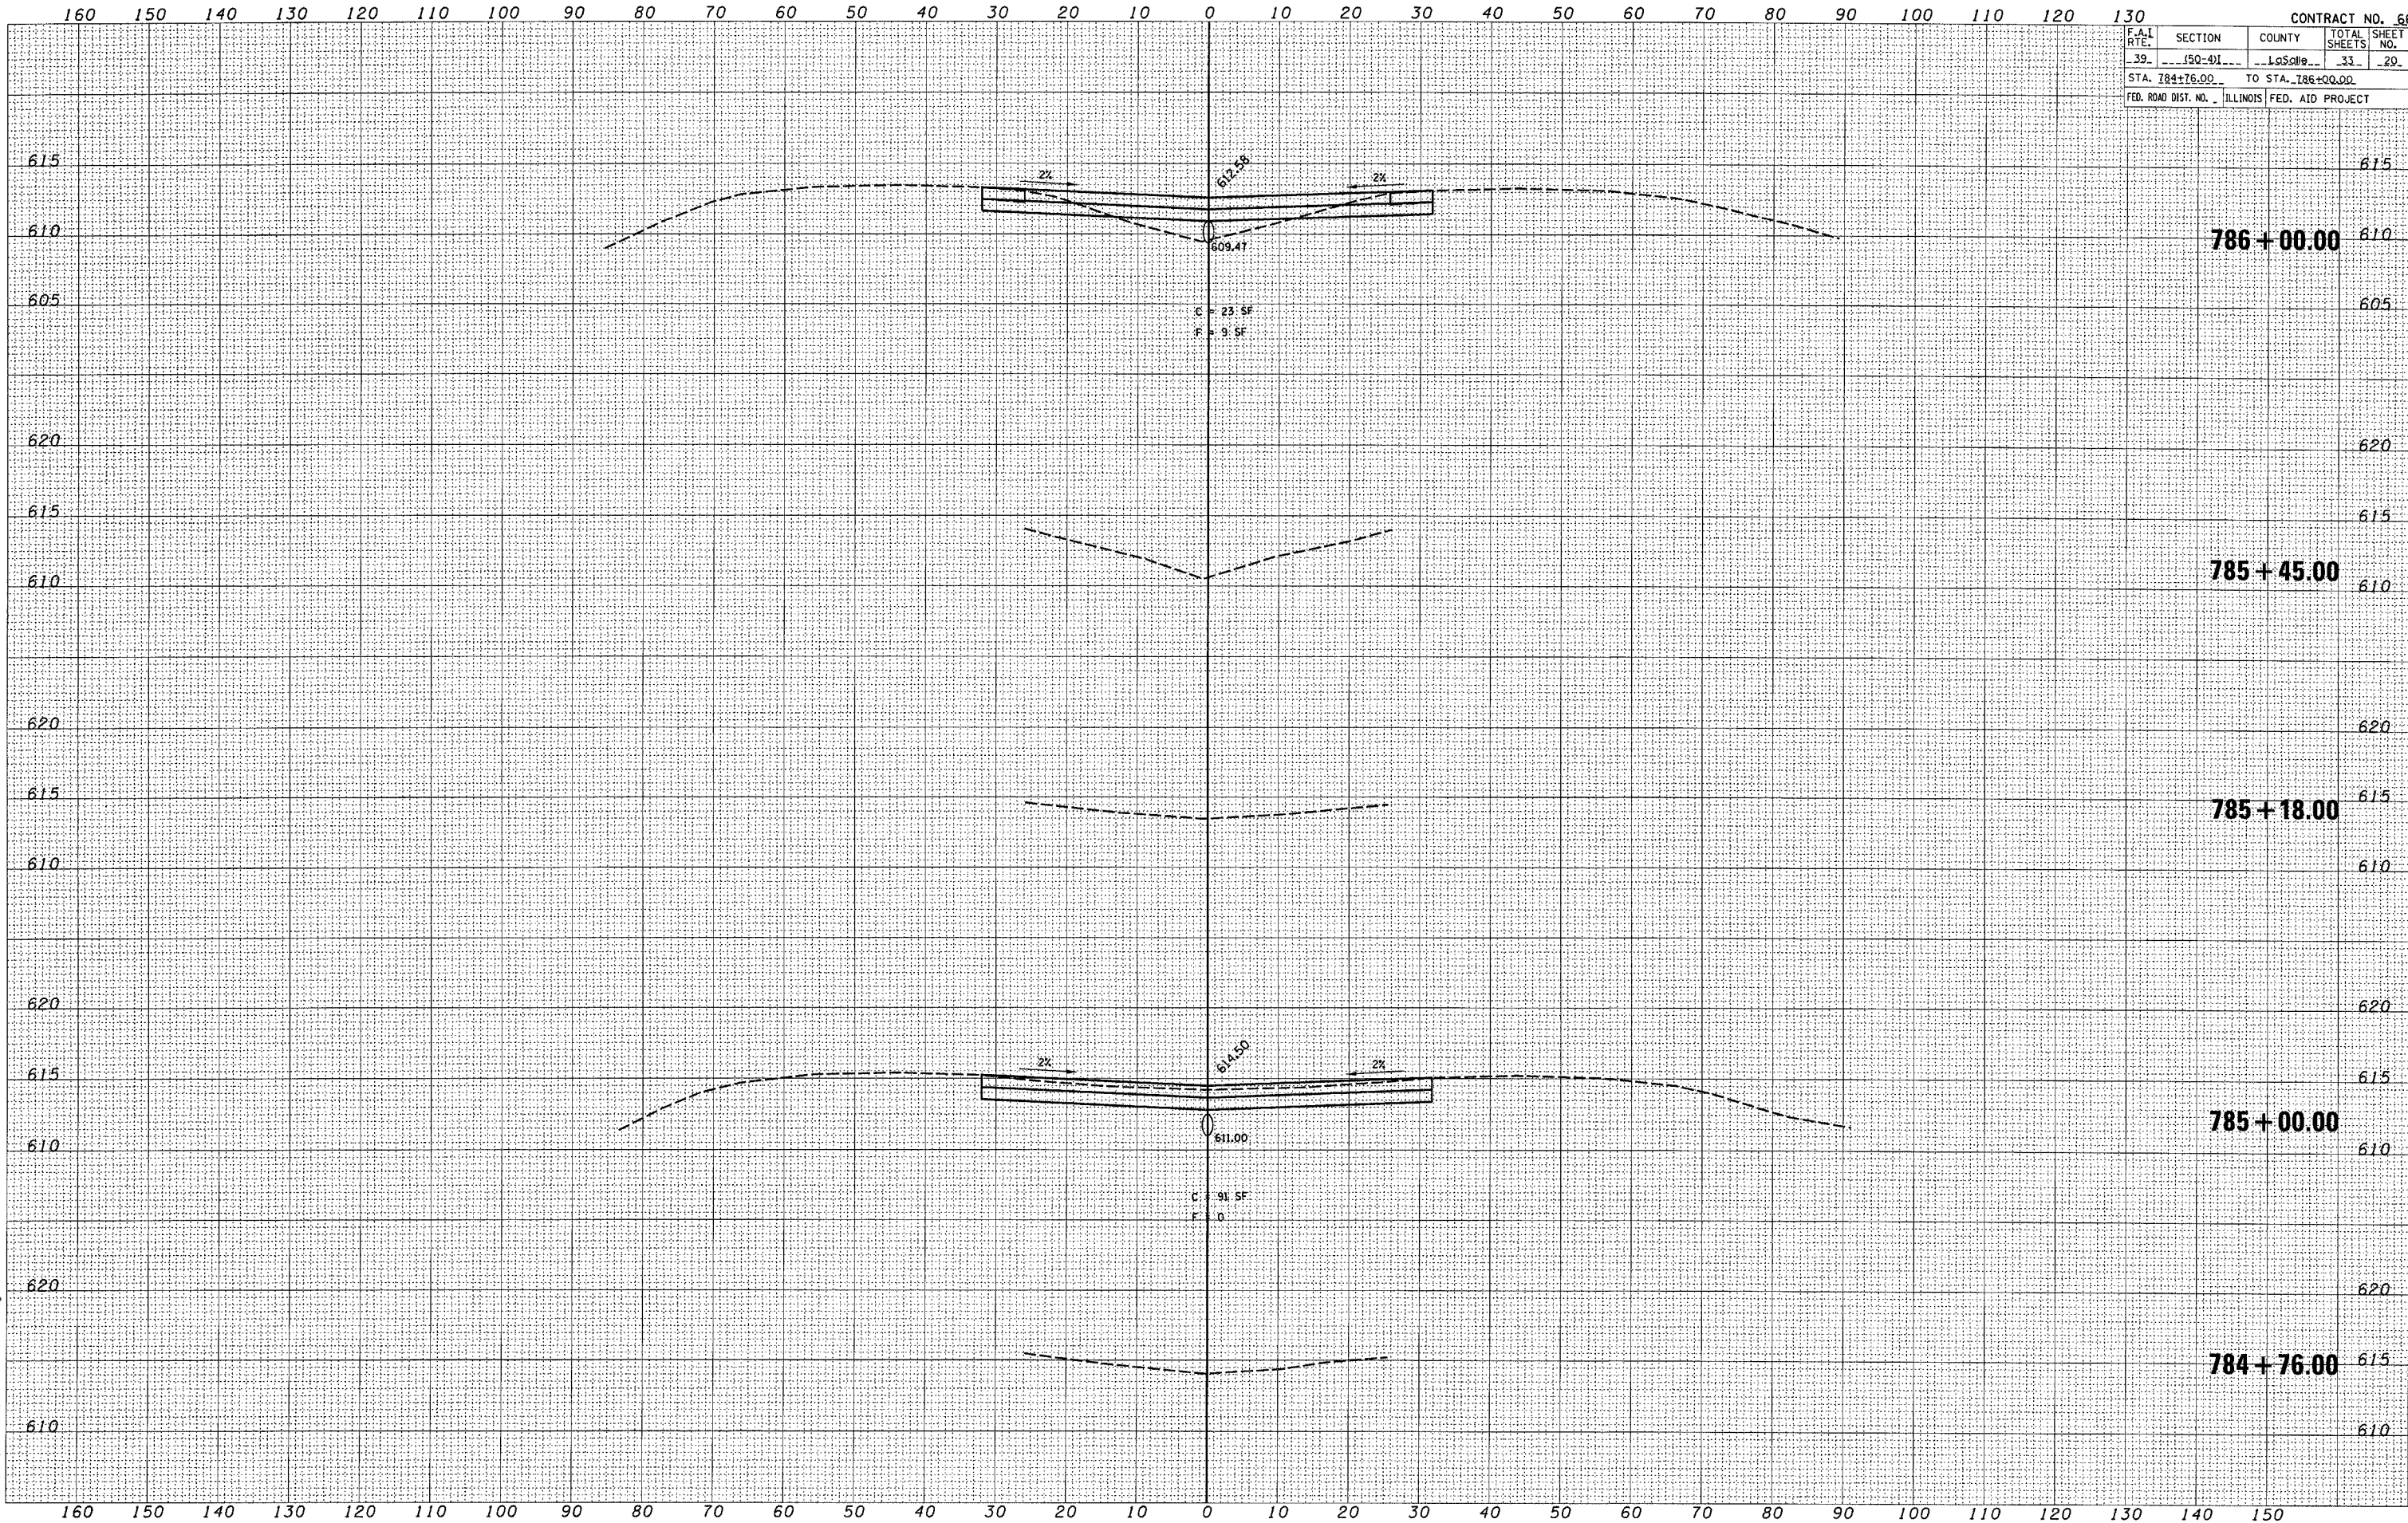 160 150 140 130 120 110 100 90 80 70 60 50 40 30 20 10 0 10 20 30 40 50 60 70 80 90 100 110 120 130
CONTRACT NO.
F.A.I. RTE. SECTION COUNTY TOTAL SHEETS SHEET NO.
39 (50-4)I LaSalle 33 20
STA. 784+76.00 TO STA. 786+00.00
FED. ROAD DIST. NO. ILLINOIS FED. AID PROJECT
615 615
2% 612.58 2%
610 609.47 786+00.00 610
605 605
C = 23 SF
F = 9 SF
620 620
615 615
610 785+45.00 610
620 620
615 785+18.00 615
610 610
620 620
2% 614.50 2%
615 615
785+00.00
610 611.00 610
C = 91 SF
F = 0
620 620
784+76.00 615
610 610
160 150 140 130 120 110 100 90 80 70 60 50 40 30 20 10 0 10 20 30 40 50 60 70 80 90 100 110 120 130 140 150